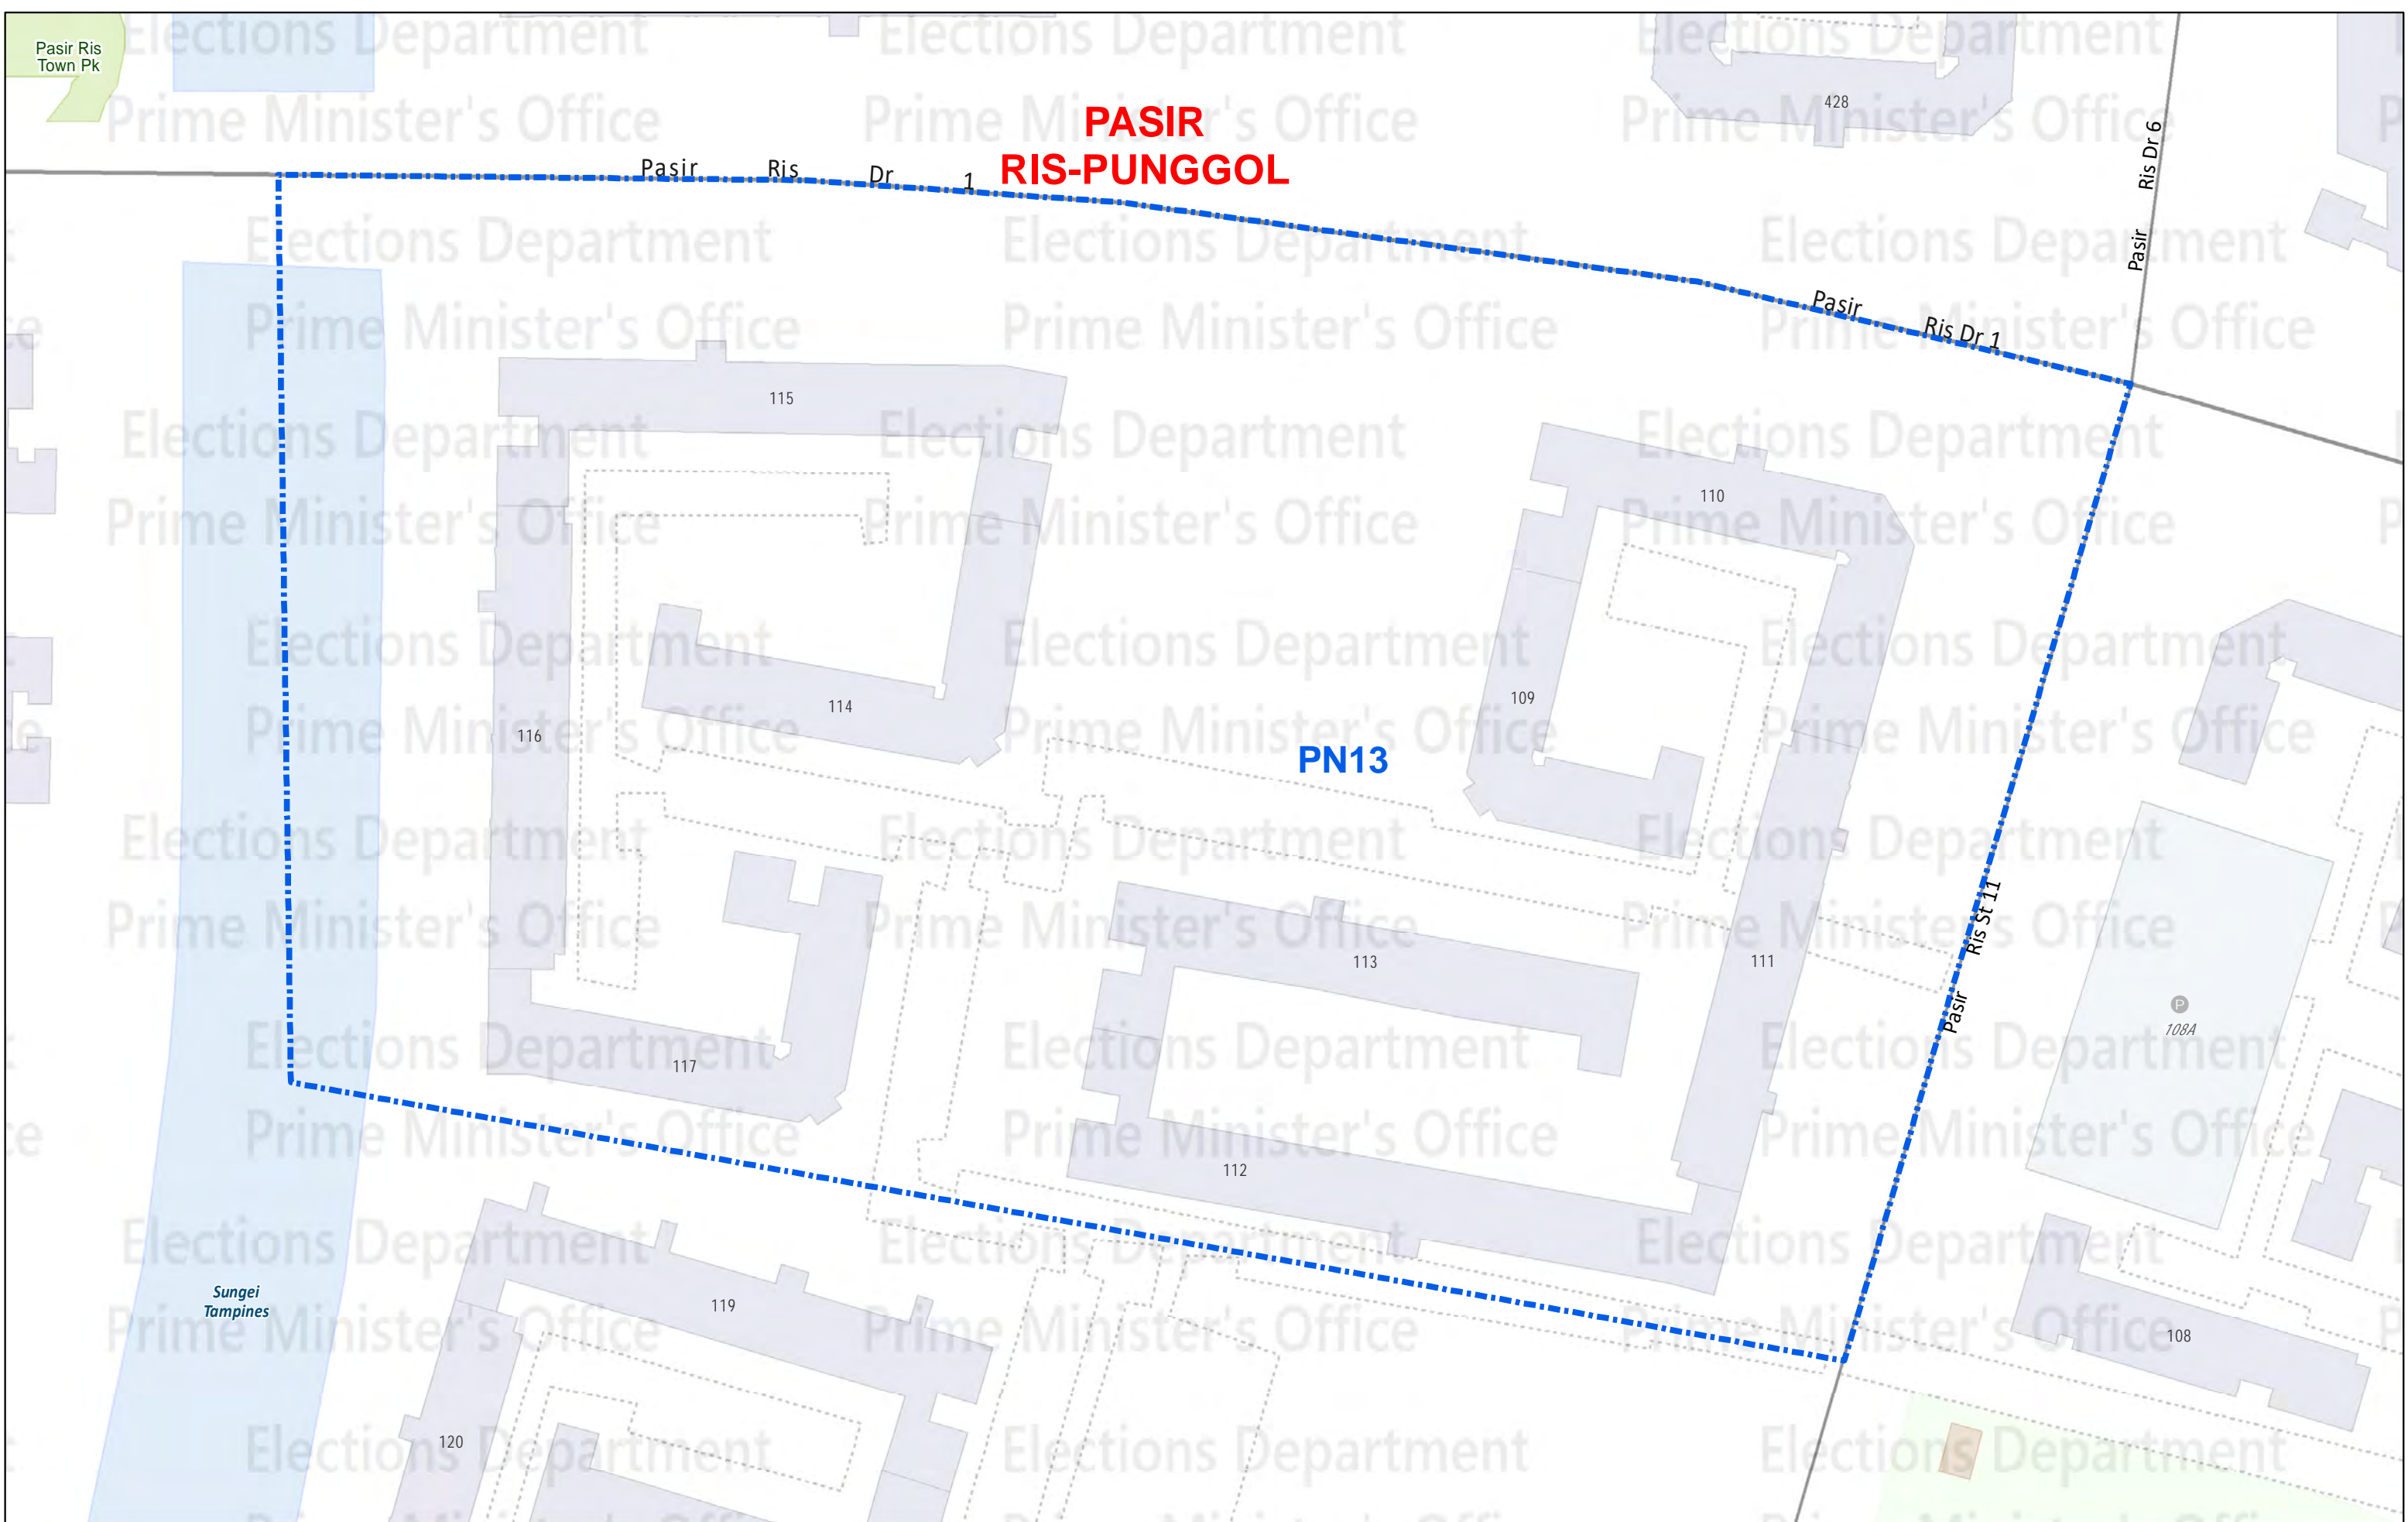 Pasir Ris
Town Pk
428
PASIR
RIS-PUNGGOL
Pasir Ris Dr 6
Pasir Ris Dr 1
Pasir Ris Dr 1
115
110
109
114
116
PN13
113
111
Pasir Ris St 11
P
108A
117
112
Sungei
Tampines
119
108
120
Elections Department
Prime Minister's Office